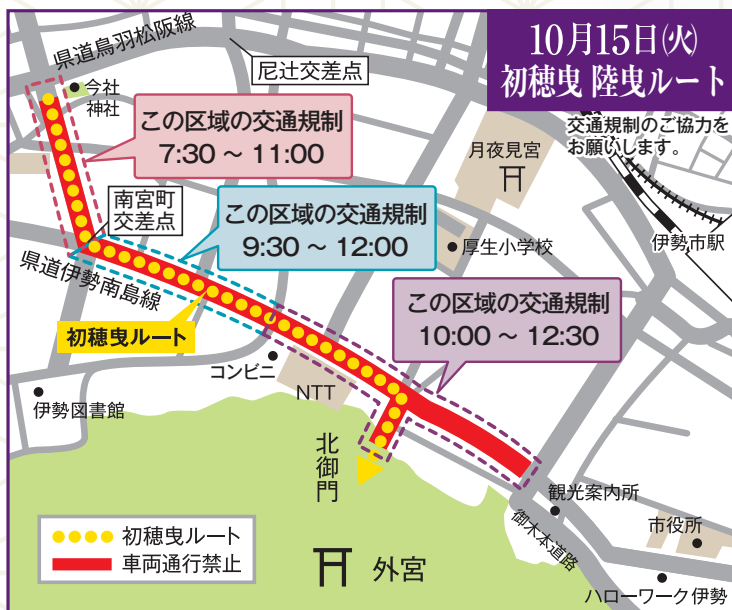 10月15日㈫
初穂曳 陸曳ルート
交通規制のご協力を
お願いします。
県道鳥羽松阪線
尼辻交差点
今社
神社
この区域の交通規制
7:30 ～ 11:00
月夜見宮
南宮町
交差点
この区域の交通規制
9:30 ～ 12:00
厚生小学校
伊勢市駅
県道伊勢南島線
この区域の交通規制
10:00 ～ 12:30
初穂曳ルート
コンビニ
NTT
伊勢図書館
北御門
観光案内所
御木本道路
市役所
初穂曳ルート
車両通行禁止
外宮
ハローワーク伊勢